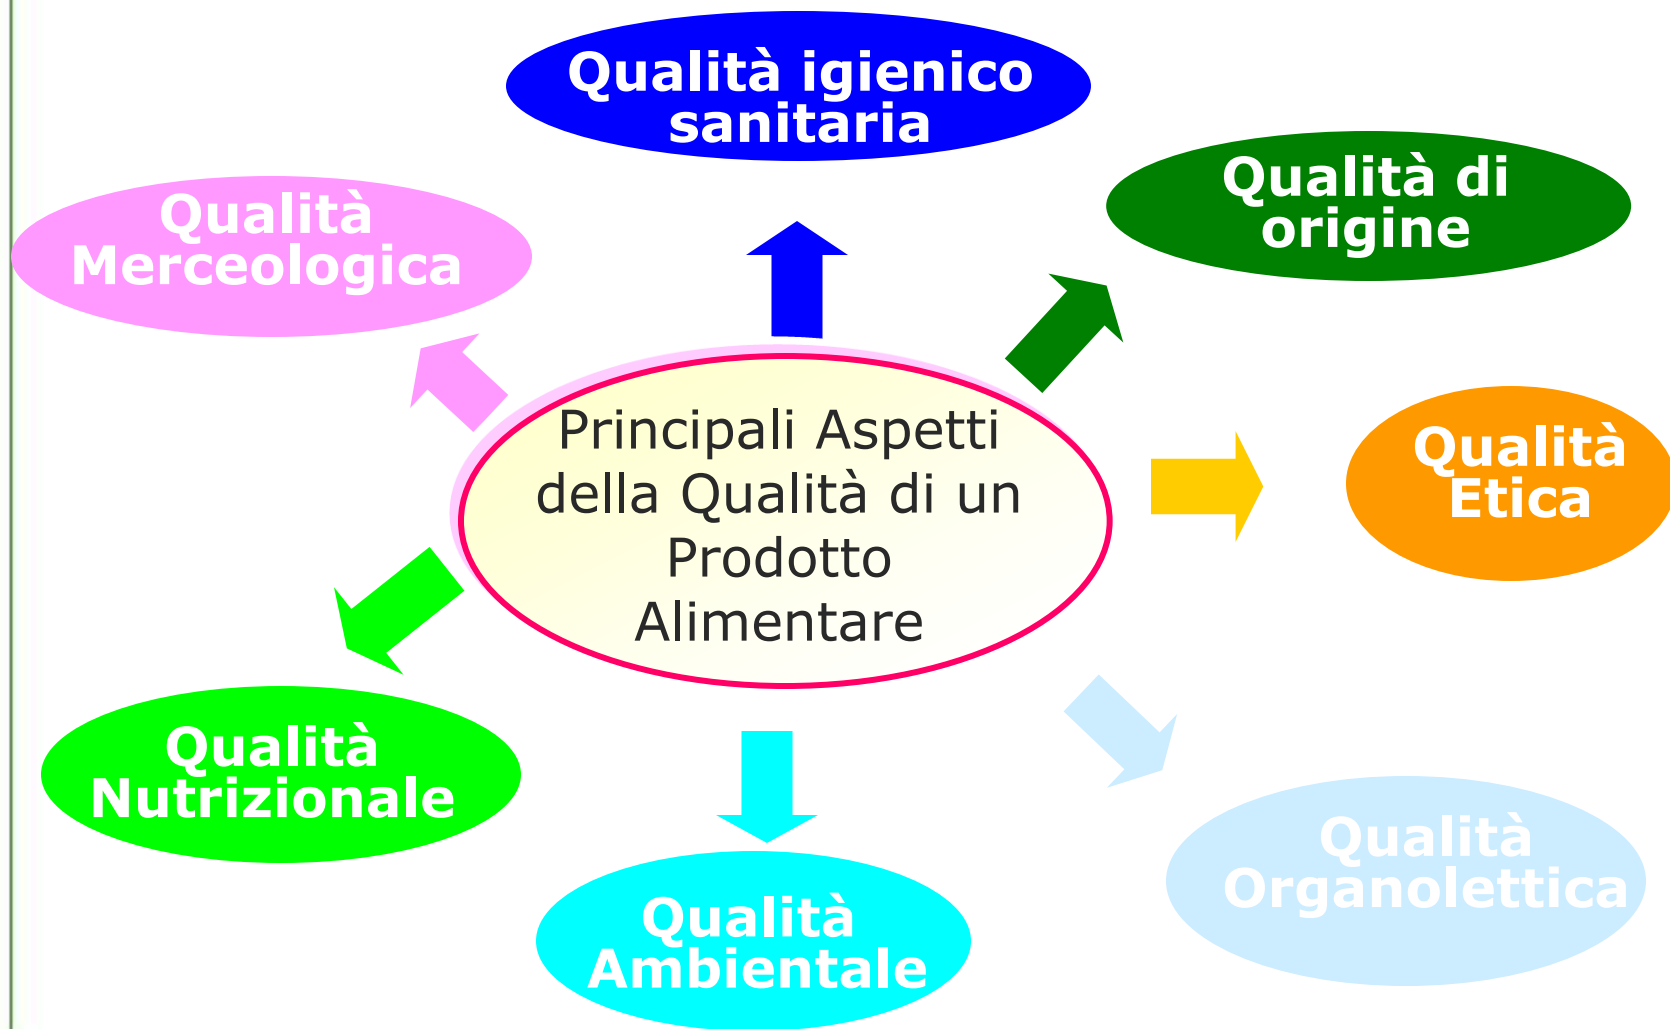 Qualità igienico
sanitaria
Qualità di
origine
Qualità
Merceologica
Principali Aspetti
della Qualità di un
Prodotto
Alimentare
Qualità
Etica
Qualità
Nutrizionale
Qualità
Organolettica
Qualità
Ambientale